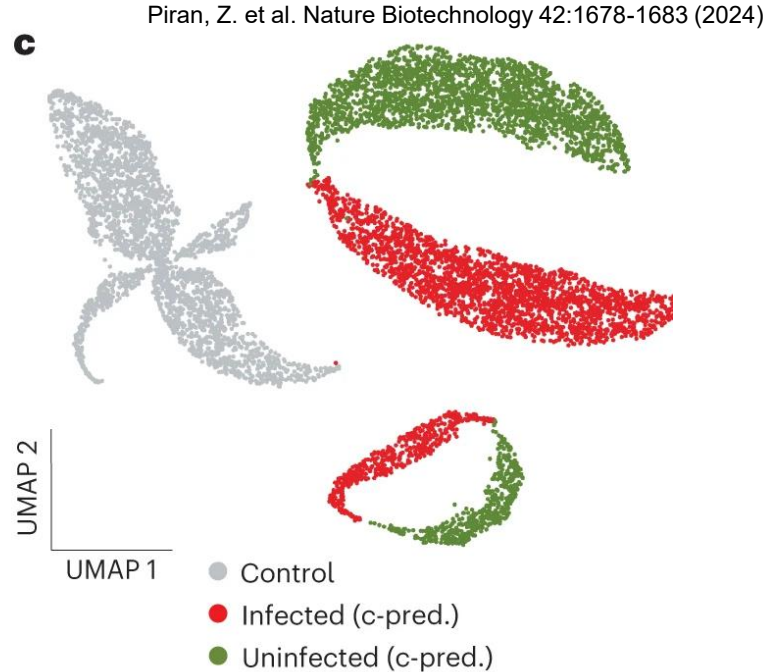 Piran, Z. et al. Nature Biotechnology 42:1678-1683 (2024)
c
UMAP 2
UMAP 1
Control
Infected (c-pred.)
Uninfected (c-pred.)